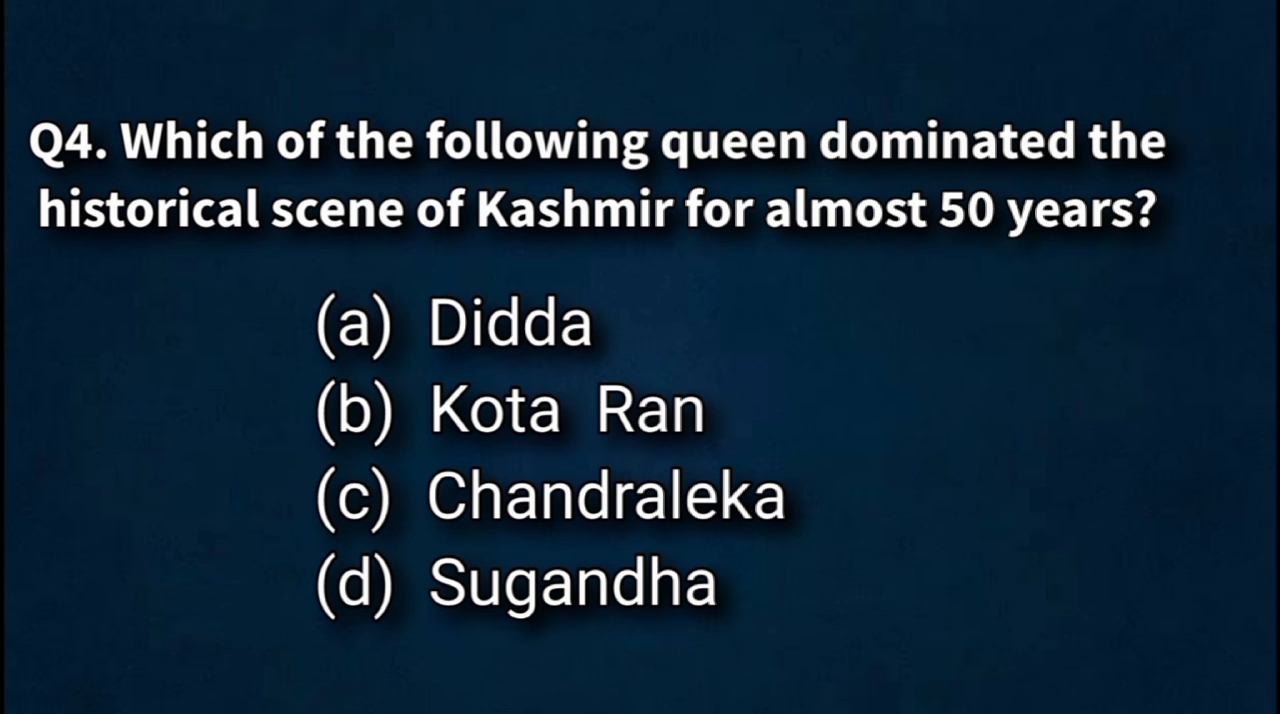 Q4. Which of the following queen dominated the
historical scene of Kashmir for almost 50 years?
(a) Didda
(b) Kota Ran
(c) Chandraleka
(d) Sugandha